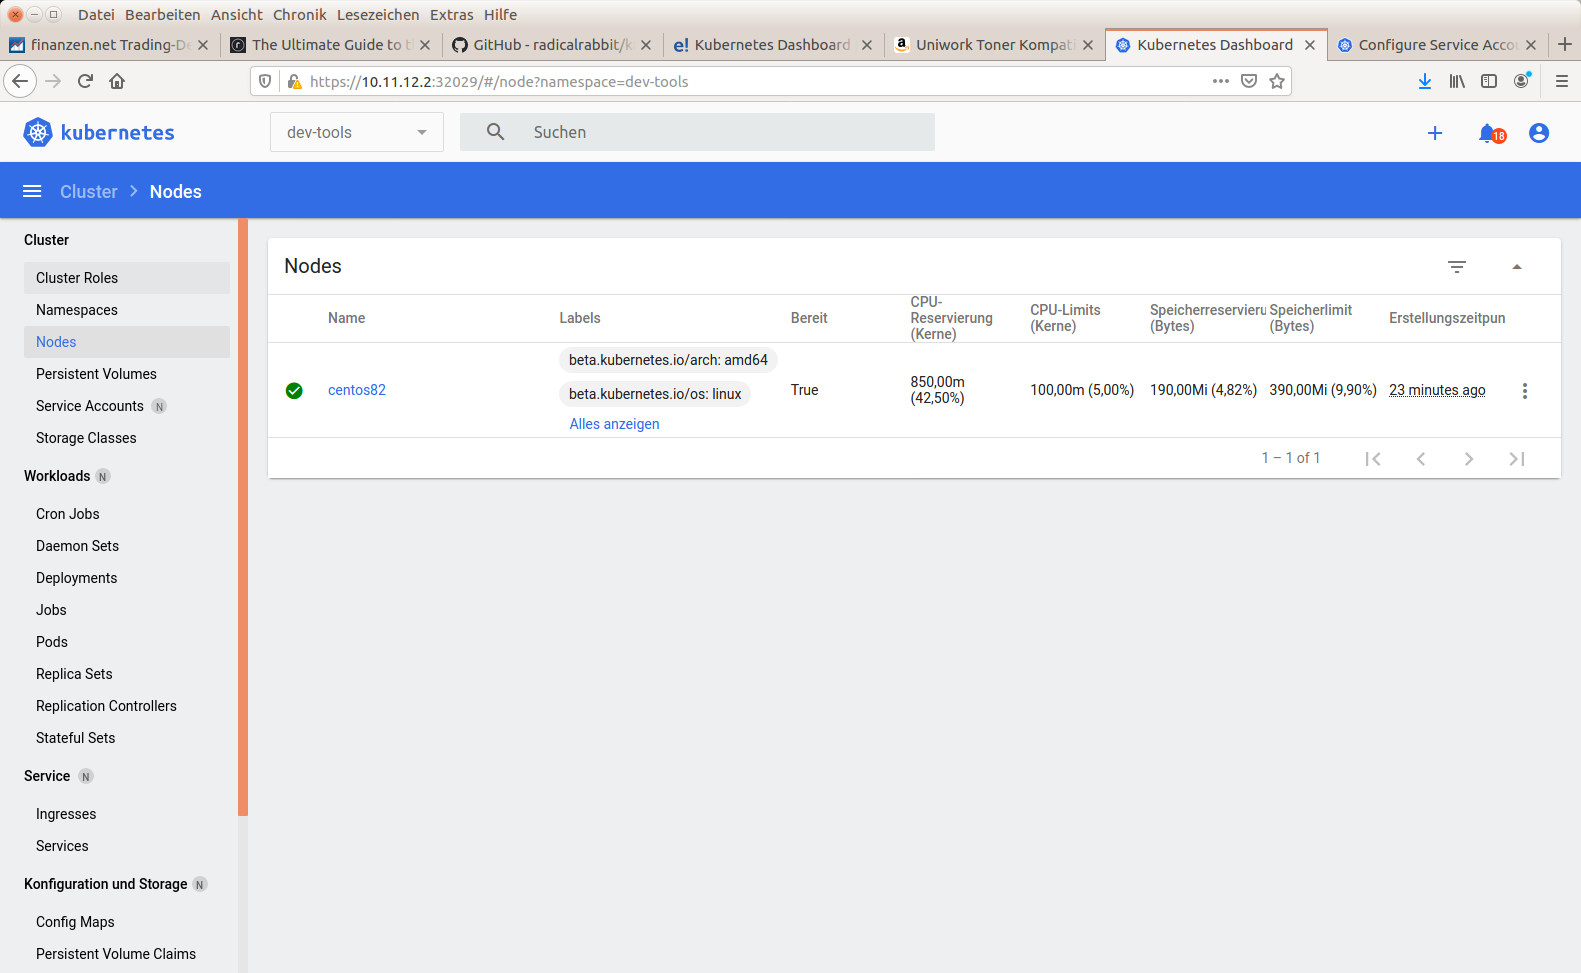 Datei Bearbeiten Ansicht Chronik Lesezeichen Extras Hilfe
finanzen.net Trading-De The Ultimate Guide to t GitHub - radicalrabbit/k Kubernetes Dashboard Uniwork Toner Kompati Kubernetes Dashboard Configure Service Acco
https://10.11.12.2:32029/#/node?namespace=dev-tools
kubernetes dev-tools Suchen 18
Cluster Nodes
Cluster
Cluster Roles
Namespaces
Nodes
Persistent Volumes
Service Accounts N
Storage Classes
Workloads N
Cron Jobs
Daemon Sets
Deployments
Jobs
Pods
Replica Sets
Replication Controllers
Stateful Sets
Service N
Ingresses
Services
Konfiguration und Storage N
Config Maps
Persistent Volume Claims
Nodes
Name
Labels
Bereit
CPU-
Reservierung
(Kerne)
CPU-Limits
(Kerne)
Speicherreservieru
(Bytes)
Speicherlimit
(Bytes)
Erstellungszeitpun
centos82
beta.kubernetes.io/arch: amd64
beta.kubernetes.io/os: linux
Alles anzeigen
True
850,00m
(42,50%)
100,00m (5,00%)
190,00Mi (4,82%)
390,00Mi (9,90%)
23 minutes ago
1 – 1 of 1